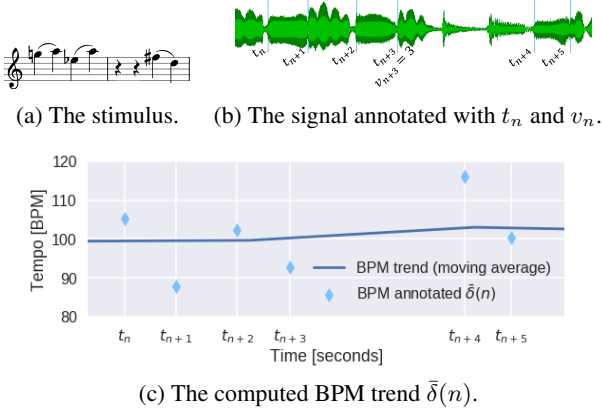 t_n t_{n+1} t_{n+2} t_{n+3} t_{n+4} t_{n+5}
v_{n+3} = 3
(a) The stimulus. (b) The signal annotated with t_n and v_n.
120
110
100
90
80
Tempo [BPM]
BPM trend (moving average)
BPM annotated δ̄(n)
t_n t_{n+1} t_{n+2} t_{n+3} t_{n+4} t_{n+5}
Time [seconds]
(c) The computed BPM trend δ̄(n).